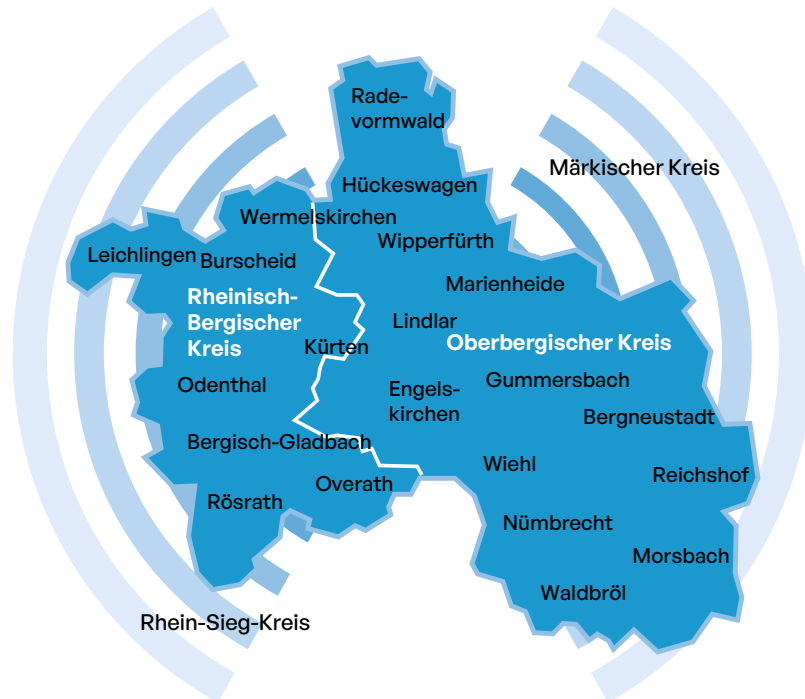 Rade-
vormwald
Märkischer Kreis
Hückeswagen
Wermelskirchen
Wipperfürth
Leichlingen
Burscheid
Marienheide
Rheinisch-
Bergischer
Kreis
Lindlar
Kürten
Oberbergischer Kreis
Odenthal
Engels-
kirchen
Gummersbach
Bergneustadt
Bergisch-Gladbach
Wiehl
Reichshof
Overath
Rösrath
Nümbrecht
Morsbach
Waldbröl
Rhein-Sieg-Kreis